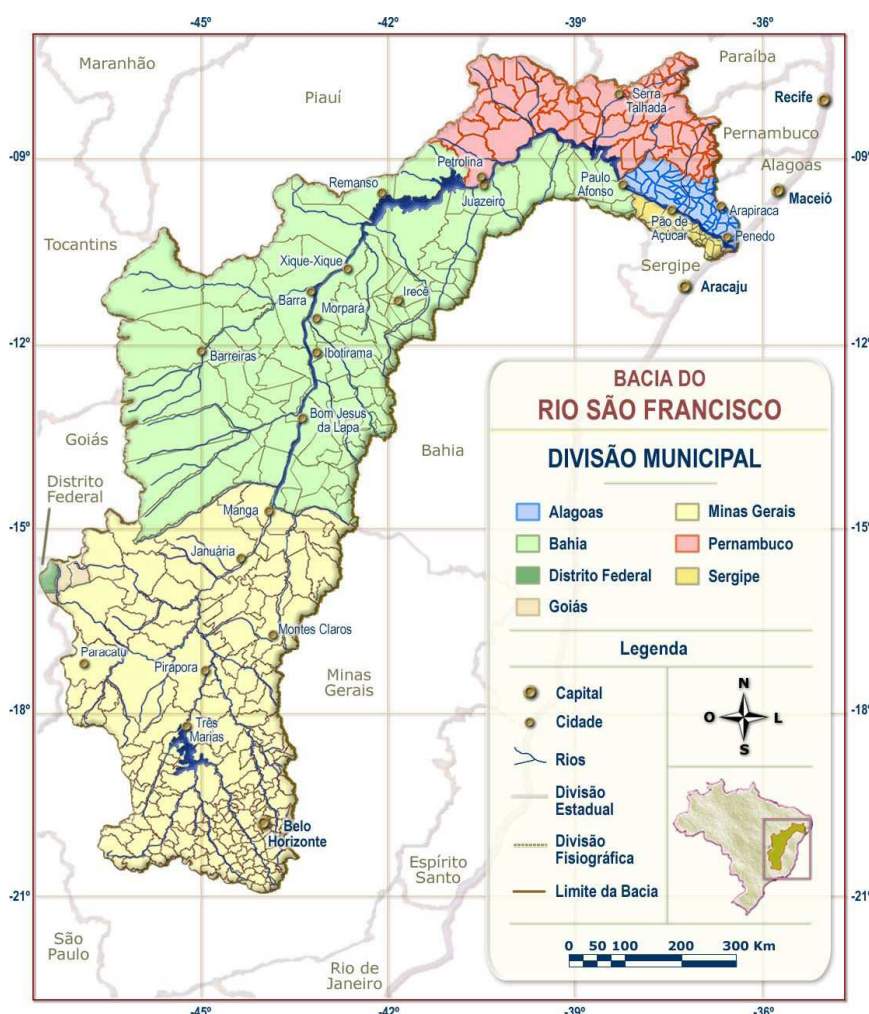 -45º
-42º
-39º
-36º
Maranhão
Paraíba
Piauí
Serra
Talhada
Recife
Pernambuco
-09º
-09º
Petrolina
Alagoas
Remanso
Juazeiro
Paulo
Afonso
Maceió
Arapiraca
Pão de
Açúcar
Penedo
Tocantins
Xique-Xique
Sergipe
Barra
Irecê
Aracaju
Morpará
-12º
-12º
Barreiras
Ibotirama
Bom Jesus
da Lapa
Goiás
Bahia
Distrito
Federal
Manga
-15º
-15º
Januária
Montes Claros
Paracatu
Pirapora
Minas
Gerais
-18º
-18º
Três
Marias
Belo
Horizonte
Espírito
Santo
-21º
-21º
São
Paulo
Rio de
Janeiro
-45º
-42º
-39º
-36º
BACIA DO
RIO SÃO FRANCISCO
DIVISÃO MUNICIPAL
Alagoas
Minas Gerais
Bahia
Pernambuco
Distrito Federal
Sergipe
Goiás
Legenda
Capital
Cidade
Rios
Divisão
Estadual
Divisão
Fisiográfica
Limite da Bacia
N
O
L
S
0 50 100 200 300 Km